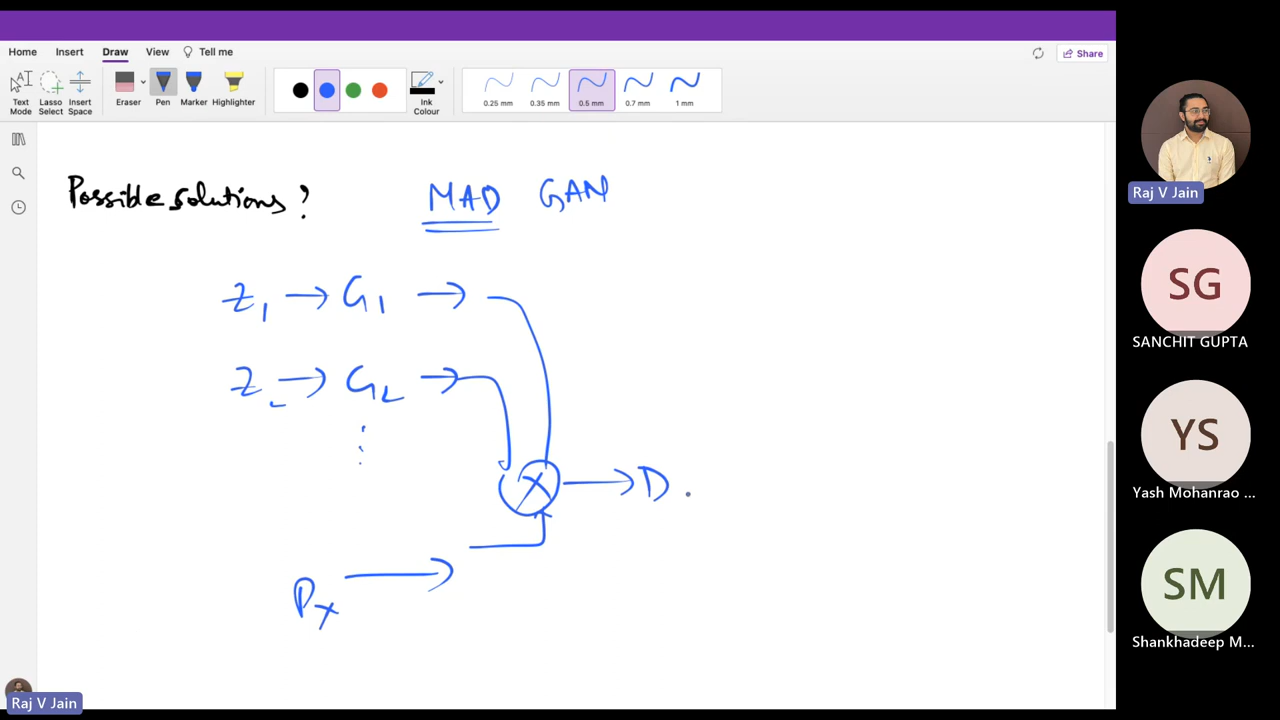 Home Insert Draw View Tell me
Share
Text Mode
Lasso Select
Insert Space
Eraser
Pen
Marker
Highlighter
Ink Colour
0.25 mm
0.35 mm
0.5 mm
0.7 mm
1 mm
Possible solutions? MAD GAN
Z1 → G1 →
Z2 → G2 →
⋮
X → D
Px →
Raj V Jain
SG
SANCHIT GUPTA
YS
Yash Mohanrao ...
SM
Shankhadeep M...
Raj V Jain